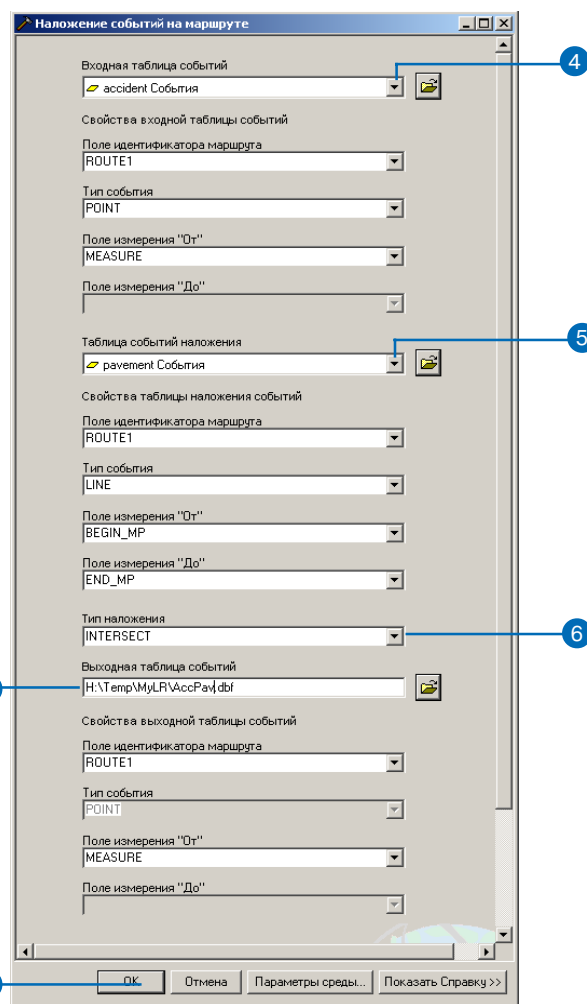 Наложение событий на маршруте
Входная таблица событий
4
accident События
Свойства входной таблицы событий
Поле идентификатора маршрута
ROUTE1
Тип события
POINT
Поле измерения "От"
MEASURE
Поле измерения "До"
Таблица событий наложения
5
pavement События
Свойства таблицы наложения событий
Поле идентификатора маршрута
ROUTE1
Тип события
LINE
Поле измерения "От"
BEGIN_MP
Поле измерения "До"
END_MP
Тип наложения
INTERSECT
6
Выходная таблица событий
H:\Temp\MyLR\AccPav.dbf
Свойства выходной таблицы событий
Поле идентификатора маршрута
ROUTE1
Тип события
POINT
Поле измерения "От"
MEASURE
Поле измерения "До"
OK Отмена Параметры среды... Показать Справку >>